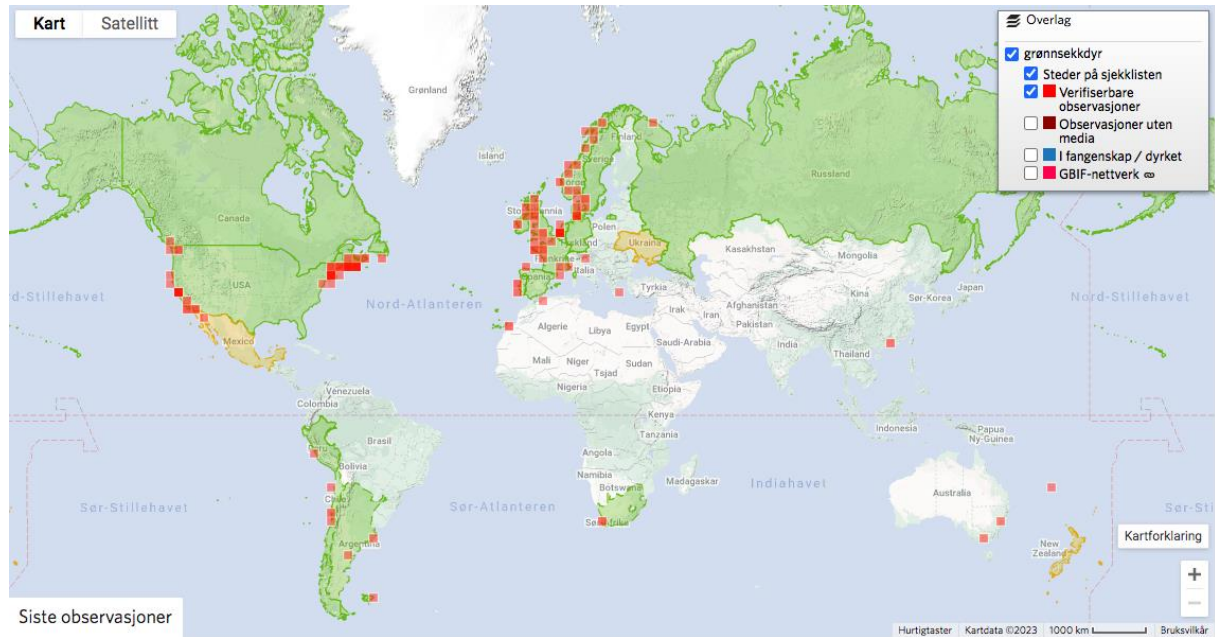 Kart
Satellitt
Overlag
grønnsekkdyr
Steder på sjekklisten
Verifiserbare
observasjoner
Observasjoner uten
media
I fangenskap / dyrket
GBIF-nettverk
Grønland
Island
Finland
Sverige
Russland
Canada
Polen
Ukraina
Frankrike
Italia
Spania
Kasakhstan
Mongolia
USA
Tyrkia
Kina
Japan
Sør-Korea
Nord-Atlanteren
Nord-Stillehavet
Irak
Iran
Afghanistan
Pakistan
Algerie
Libya
Egypt
Saudi-Arabia
India
Mexico
Mali
Niger
Sudan
Tsjad
Thailand
Nigeria
Etiopia
Venezuela
Colombia
Kenya
Indonesia
Papua
Ny-Guinea
Tanzania
Brasil
Peru
Angola
Bolivia
Namibia
Botswana
Madagaskar
Indiahavet
Australia
Sør-Stillehavet
Sør-Atlanteren
Chile
Sør-Afrika
Argentina
New
Zealand
Kartforklaring
+
−
Siste observasjoner
Hurtigtaster
Kartdata ©2023
1000 km
Bruksvilkår